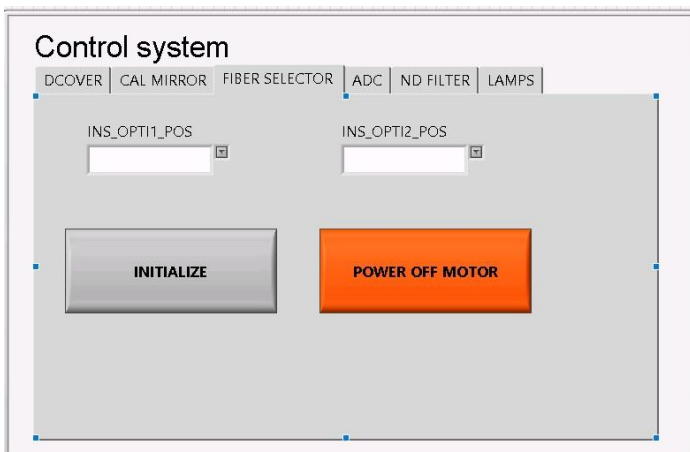 Control system
DCOVER CAL MIRROR FIBER SELECTOR ADC ND FILTER LAMPS
INS_OPTI1_POS INS_OPTI2_POS
INITIALIZE POWER OFF MOTOR